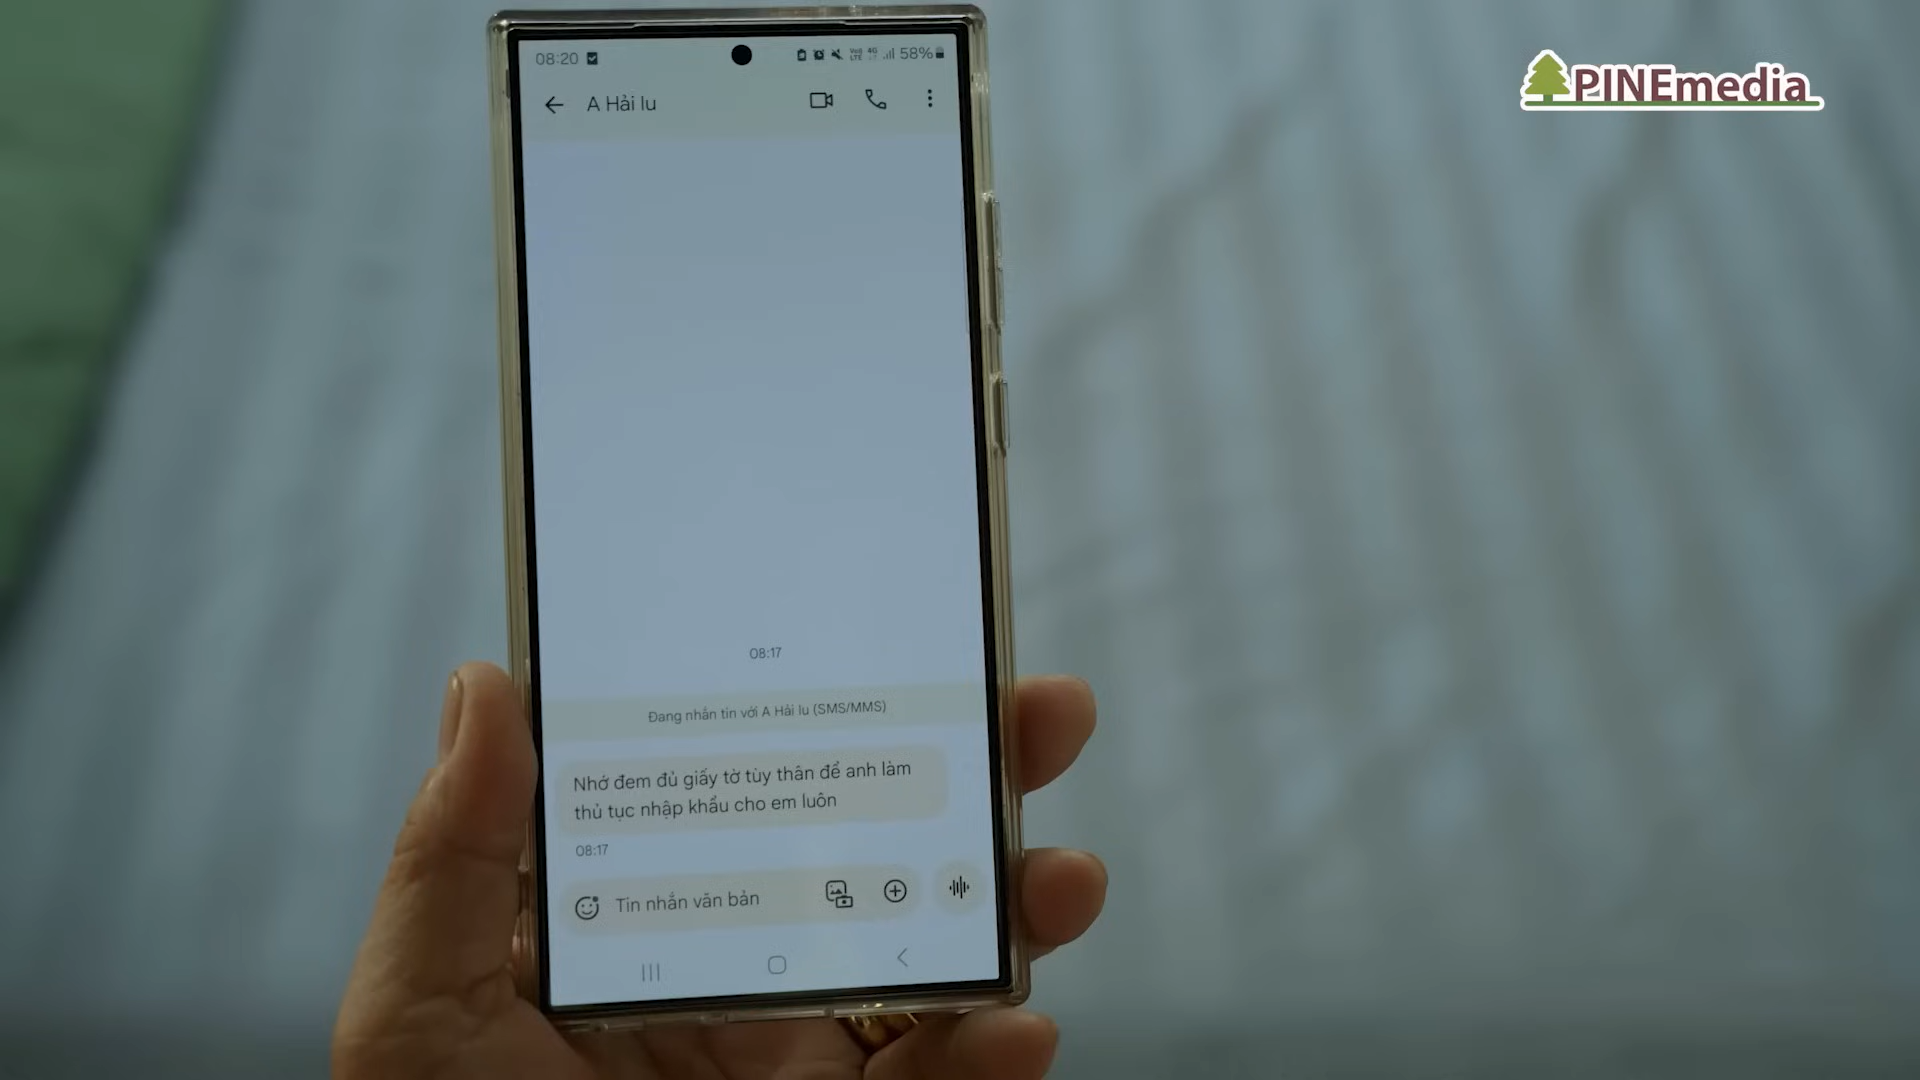 PINEmedia
08:20
VoLTE 4G 58%
A Hải lu
08:17
Đang nhắn tin với A Hải lu (SMS/MMS)
Nhớ đem đủ giấy tờ tùy thân để anh làm
thủ tục nhập khẩu cho em luôn
08:17
Tin nhắn văn bản